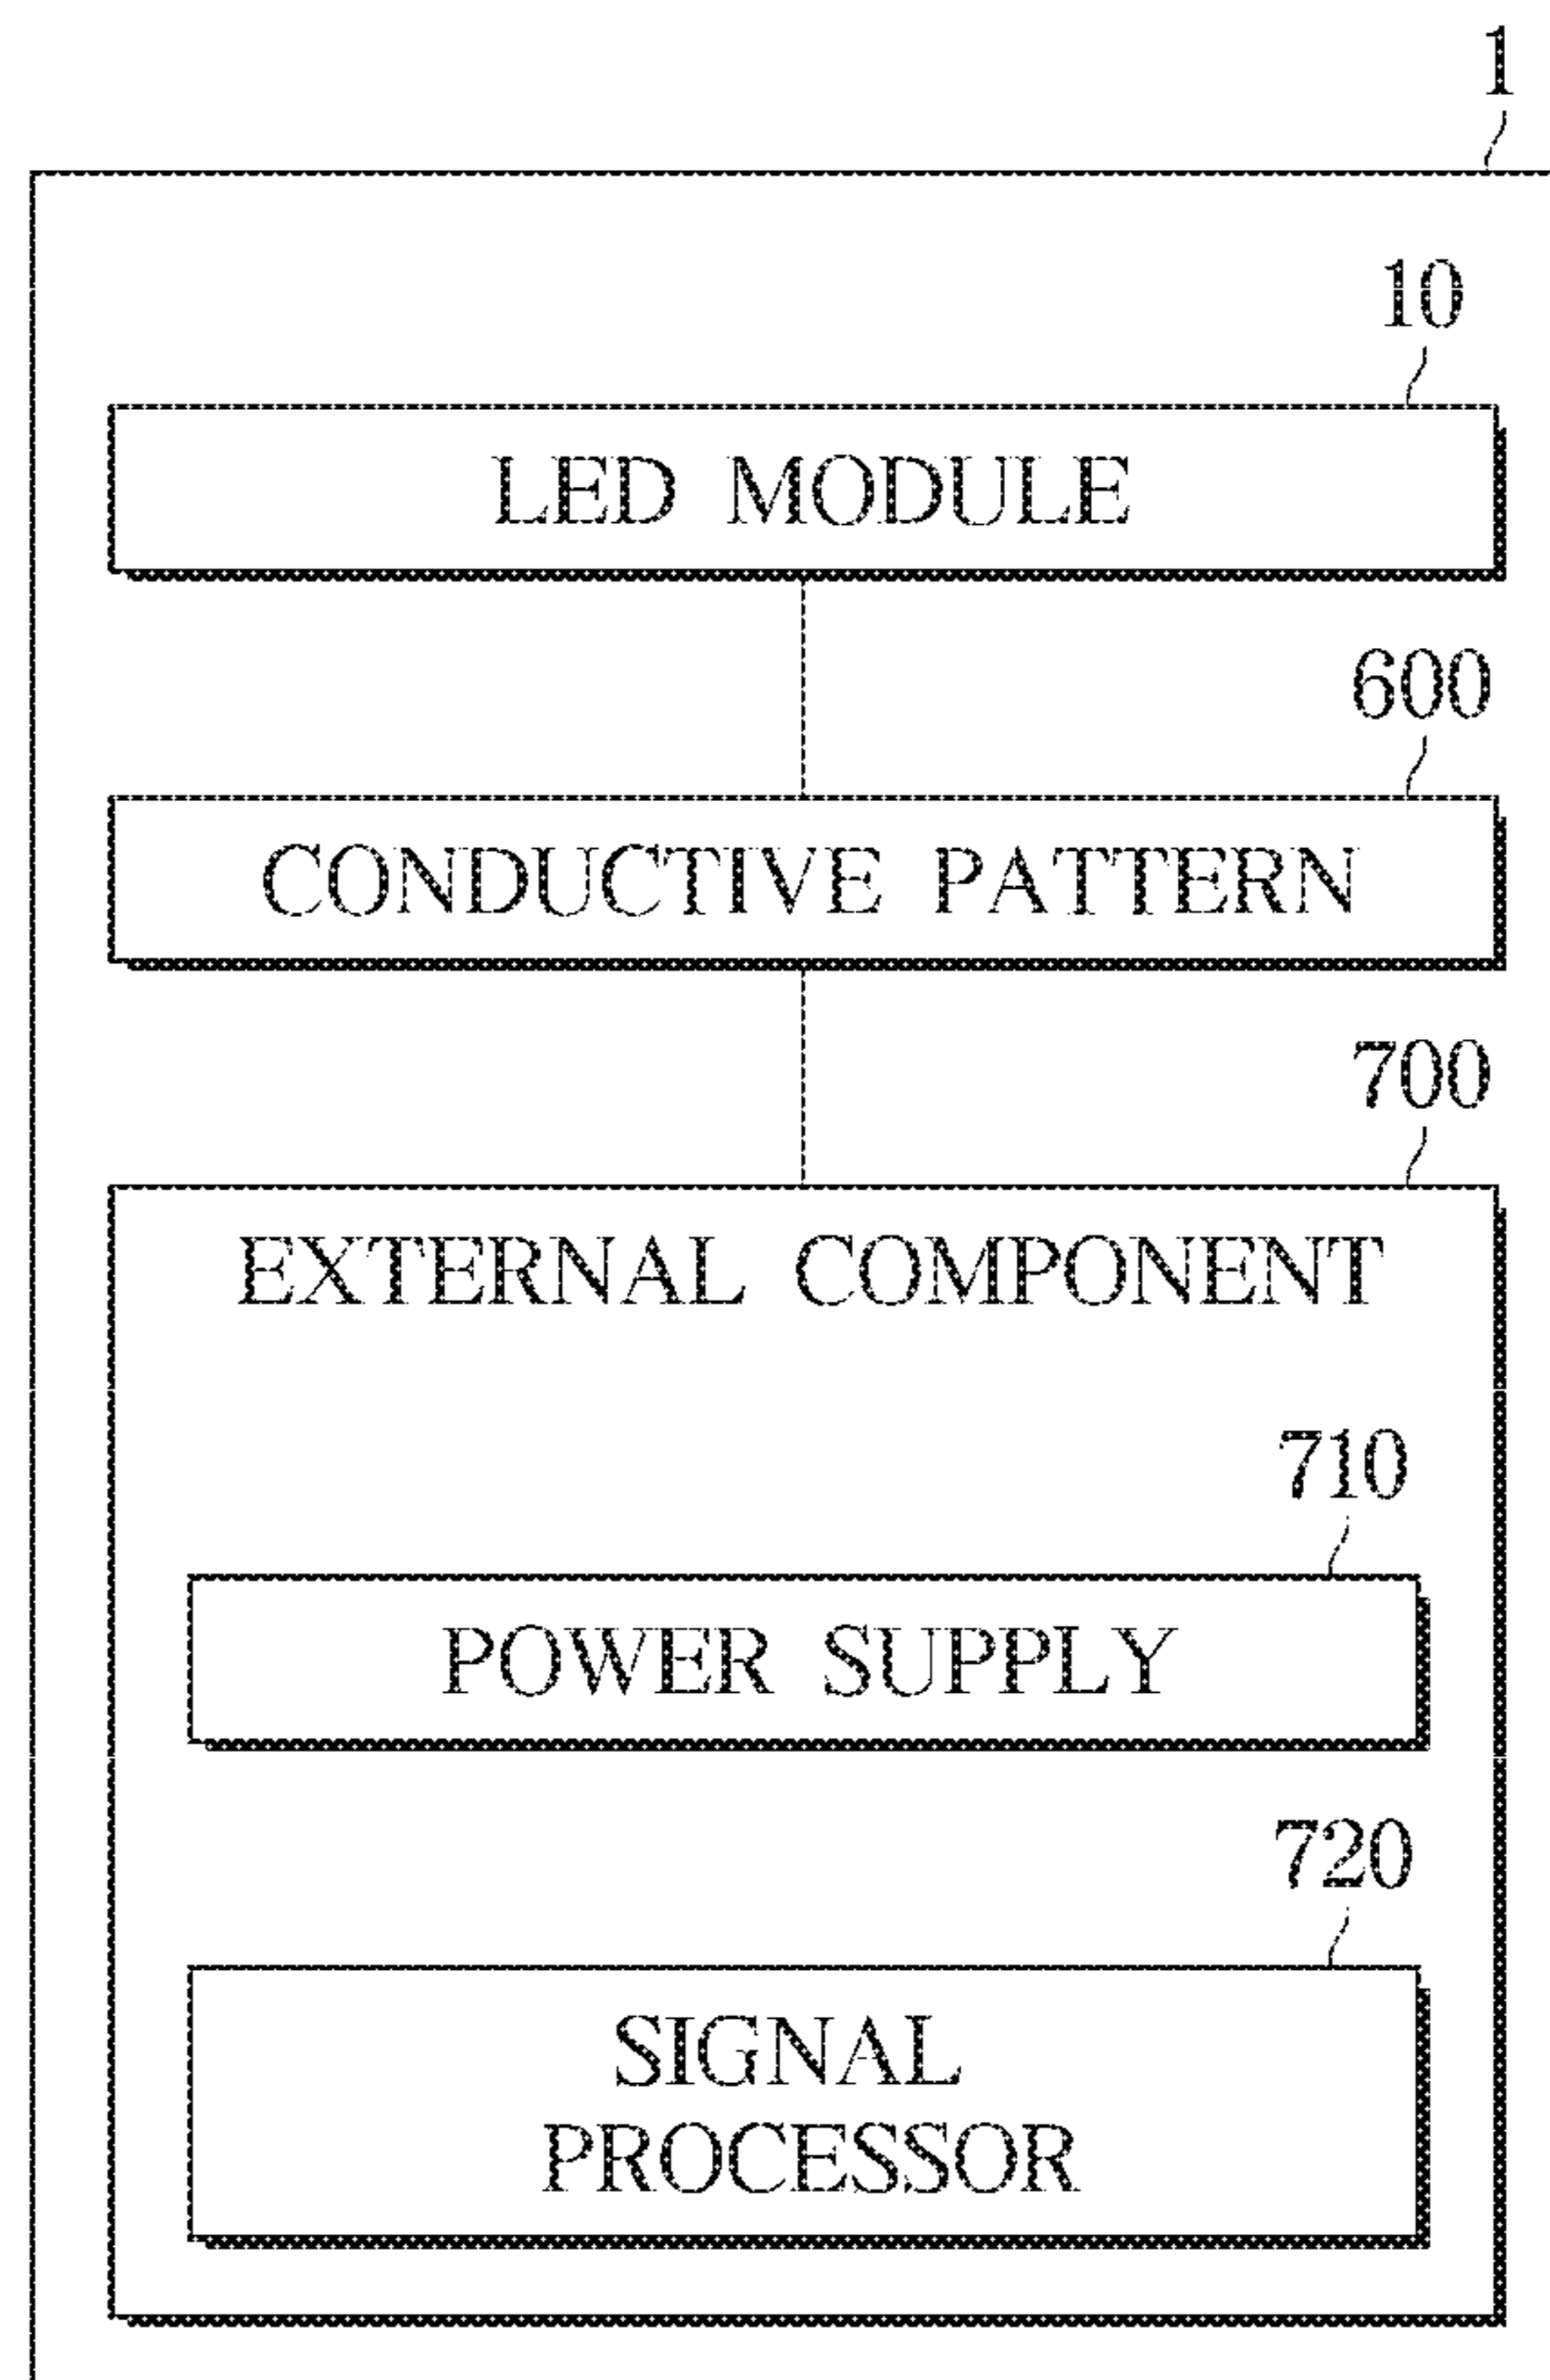 1
10
LED MODULE
600
CONDUCTIVE PATTERN
700
EXTERNAL COMPONENT
710
POWER SUPPLY
720
SIGNAL
PROCESSOR